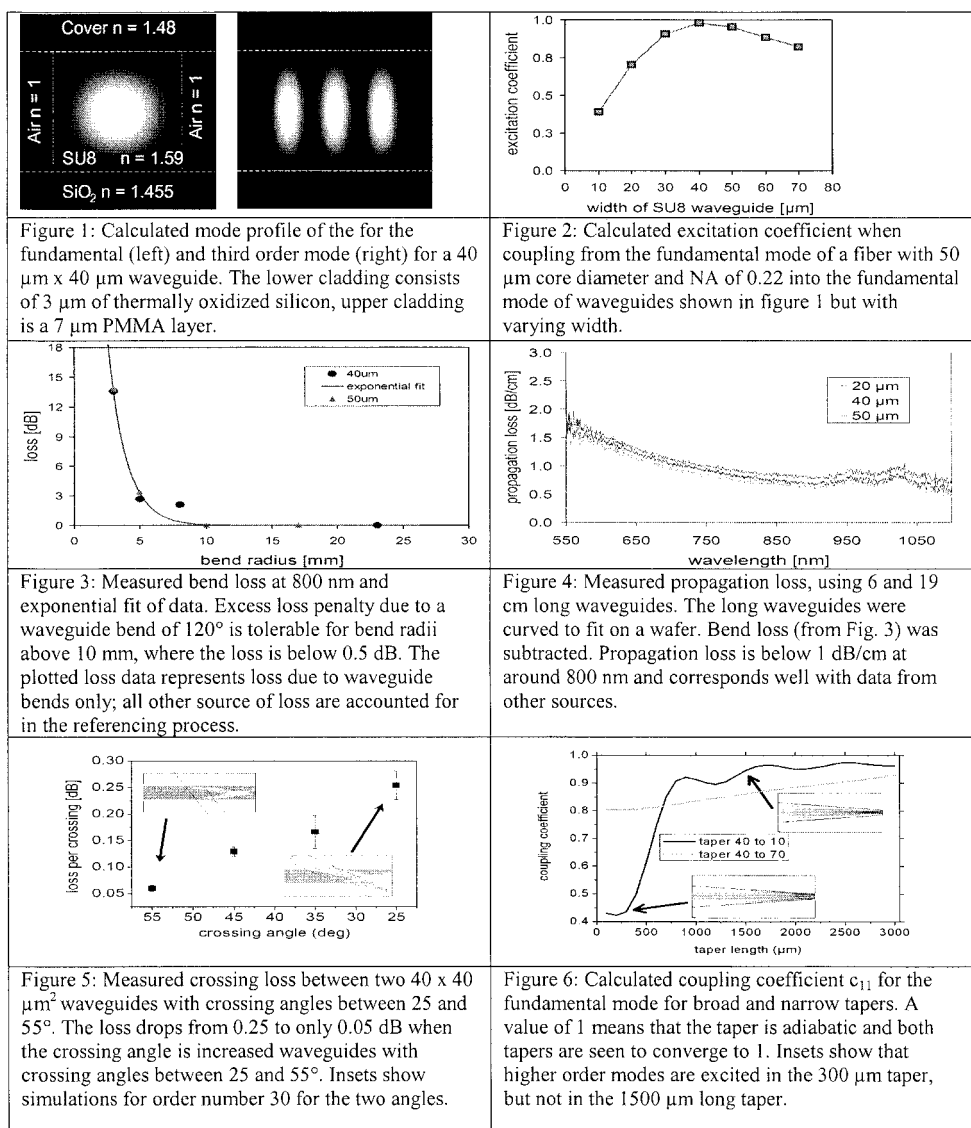 Cover n = 1.48
Air n = 1
Air n = 1
SU8 n = 1.59
SiO₂ n = 1.455
excitation coefficient
1.0
0.8
0.5
0.3
0.0
0 10 20 30 40 50 60 70 80
width of SU8 waveguide [µm]
Figure 1: Calculated mode profile of the for the
fundamental (left) and third order mode (right) for a 40
µm x 40 µm waveguide. The lower cladding consists
of 3 µm of thermally oxidized silicon, upper cladding
is a 7 µm PMMA layer.
Figure 2: Calculated excitation coefficient when
coupling from the fundamental mode of a fiber with 50
µm core diameter and NA of 0.22 into the fundamental
mode of waveguides shown in figure 1 but with
varying width.
loss [dB]
18
15
12
9
6
3
0
40um
exponential fit
50um
0 5 10 15 20 25 30
bend radius [mm]
propagation loss [dB/cm]
3.0
2.5
2.0
1.5
1.0
0.5
0.0
20 µm
40 µm
50 µm
550 650 750 850 950 1050
wavelength [nm]
Figure 3: Measured bend loss at 800 nm and
exponential fit of data. Excess loss penalty due to a
waveguide bend of 120° is tolerable for bend radii
above 10 mm, where the loss is below 0.5 dB. The
plotted loss data represents loss due to waveguide
bends only; all other source of loss are accounted for
in the referencing process.
Figure 4: Measured propagation loss, using 6 and 19
cm long waveguides. The long waveguides were
curved to fit on a wafer. Bend loss (from Fig. 3) was
subtracted. Propagation loss is below 1 dB/cm at
around 800 nm and corresponds well with data from
other sources.
loss per crossing [dB]
0.30
0.25
0.20
0.15
0.10
0.05
55 50 45 40 35 30 25
crossing angle (deg)
coupling coefficient
1.0
0.9
0.8
0.7
0.6
0.5
0.4
taper 40 to 10
taper 40 to 70
0 500 1000 1500 2000 2500 3000
taper length (µm)
Figure 5: Measured crossing loss between two 40 x 40
µm² waveguides with crossing angles between 25 and
55°. The loss drops from 0.25 to only 0.05 dB when
the crossing angle is increased waveguides with
crossing angles between 25 and 55°. Insets show
simulations for order number 30 for the two angles.
Figure 6: Calculated coupling coefficient c₁₁ for the
fundamental mode for broad and narrow tapers. A
value of 1 means that the taper is adiabatic and both
tapers are seen to converge to 1. Insets show that
higher order modes are excited in the 300 µm taper,
but not in the 1500 µm long taper.